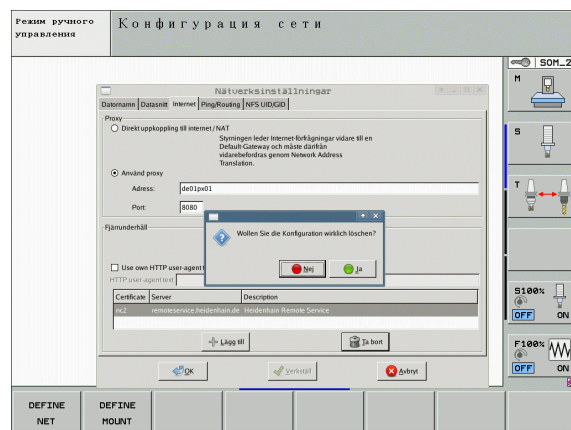 Режим ручного
управления
Конфигурация сети
SOM_2
M
Nätverksinställningar
Datornamn Datasnitt Internet Ping/Routing NFS UID/GID
Proxy
Direktuppkoppling till internet / NAT
Styrningen leder Internet-förfrågningar vidare till en
Default-Gateway och måste därifrån
vidarebefordras genom Network Address
Translation.
Använd proxy
Adress: de01px01
Port: 8080
Fjärrunderhåll
Wollen Sie die Konfiguration wirklich löschen?
Nej Ja
Use own HTTP user-agent t
HTTP user-agent text
Certificate Server Description
nc2 remoteservice.heidenhain.de Heidenhain Remote Service
Lägg till Ta bort
OK Verkställ Avbryt
S
T
S100%
OFF ON
F100%
OFF ON
DEFINE
NET
DEFINE
MOUNT